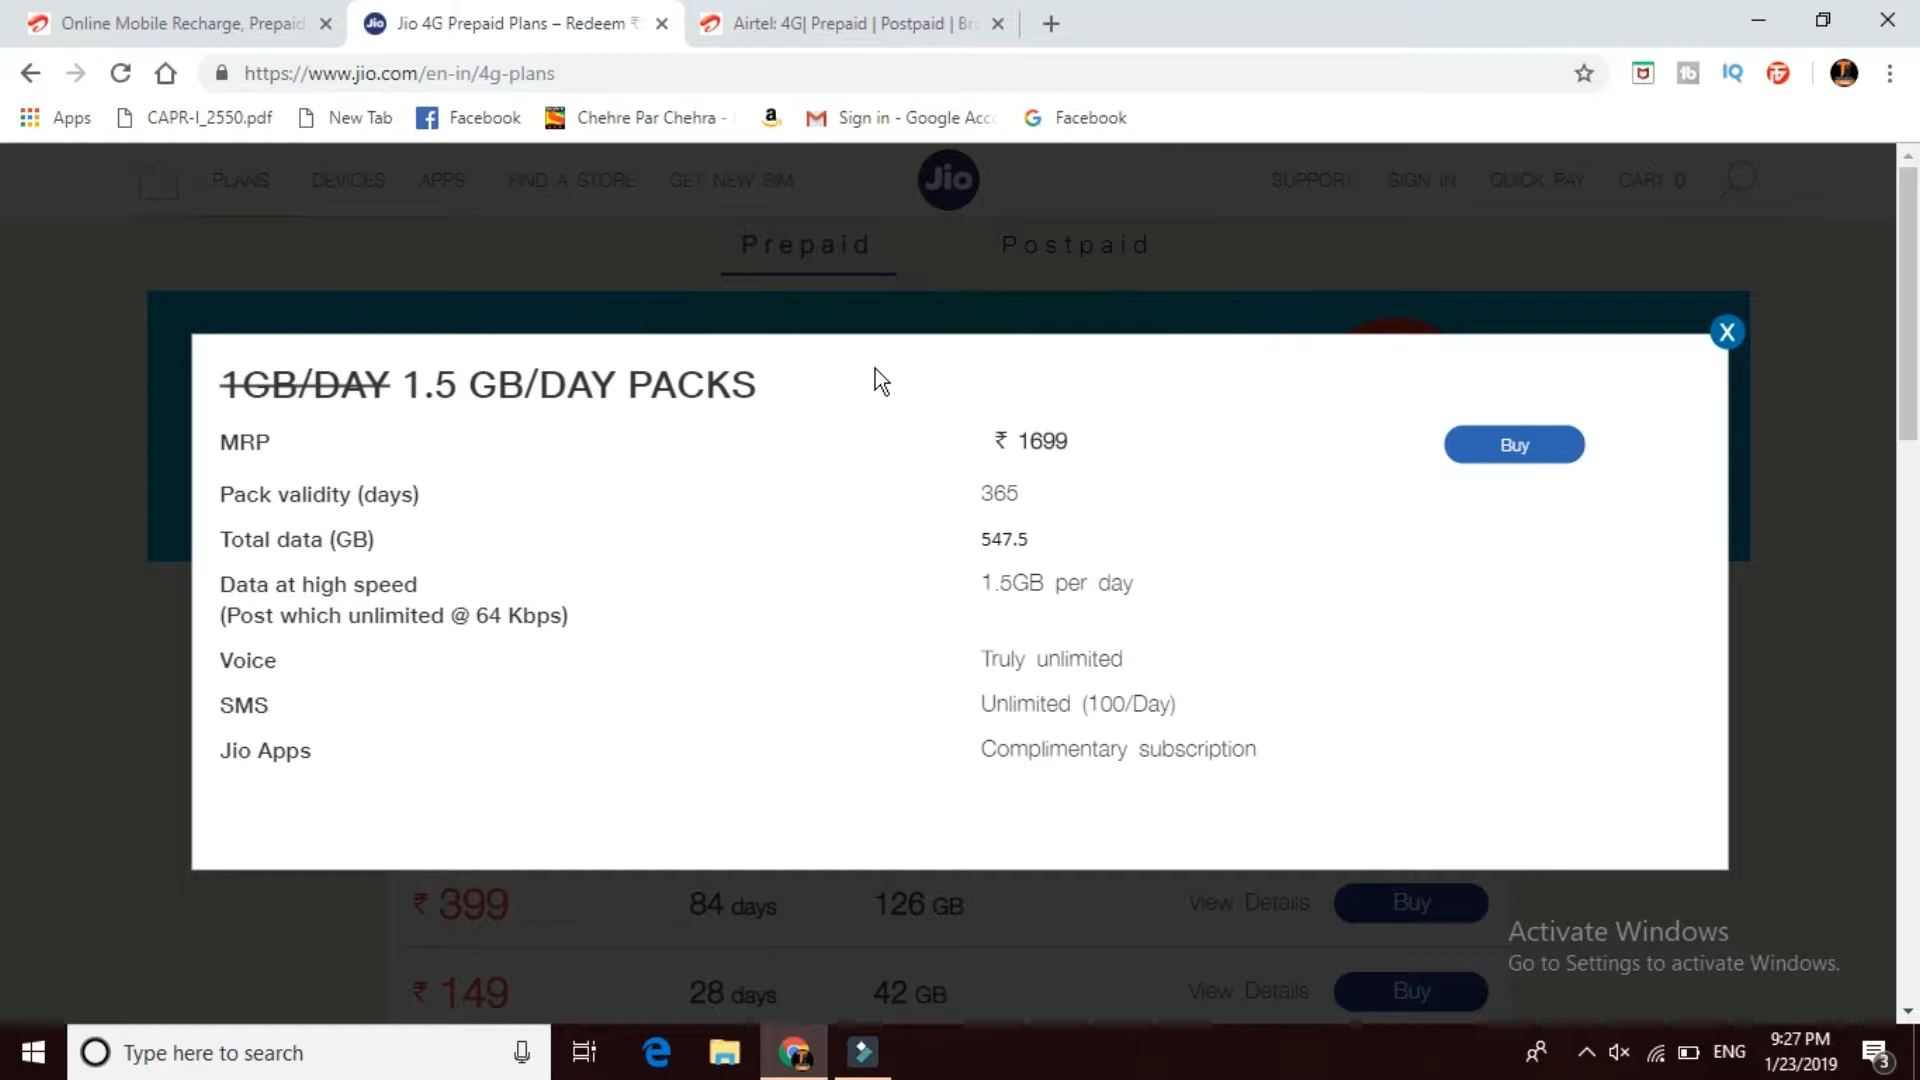 Online Mobile Recharge, Prepaid
Jio 4G Prepaid Plans – Redeem ₹
Airtel: 4G| Prepaid | Postpaid | Br
https://www.jio.com/en-in/4g-plans
Apps
CAPR-I_2550.pdf
New Tab
Facebook
Chehre Par Chehra -
Sign in - Google Acc
Facebook
PLANS
DEVICES
APPS
FIND A STORE
GET NEW SIM
Jio
SUPPORT
SIGN IN
QUICK PAY
CART 0
Prepaid
Postpaid
X
1GB/DAY 1.5 GB/DAY PACKS
MRP
₹ 1699
Buy
Pack validity (days)
365
Total data (GB)
547.5
Data at high speed
(Post which unlimited @ 64 Kbps)
1.5GB per day
Voice
Truly unlimited
SMS
Unlimited (100/Day)
Jio Apps
Complimentary subscription
₹ 399
84 days
126 GB
View Details
Buy
₹ 149
28 days
42 GB
View Details
Buy
Activate Windows
Go to Settings to activate Windows.
Type here to search
ENG
9:27 PM
1/23/2019
3